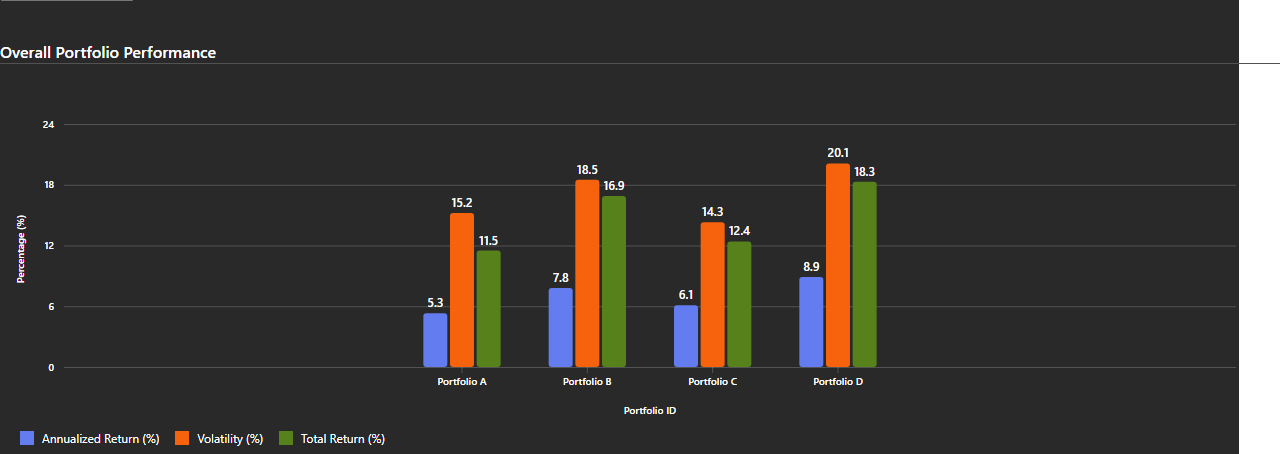 Overall Portfolio Performance
24
18
12
6
0
Percentage (%)
5.3
15.2
11.5
7.8
18.5
16.9
6.1
14.3
12.4
8.9
20.1
18.3
Portfolio A
Portfolio B
Portfolio C
Portfolio D
Portfolio ID
Annualized Return (%)
Volatility (%)
Total Return (%)